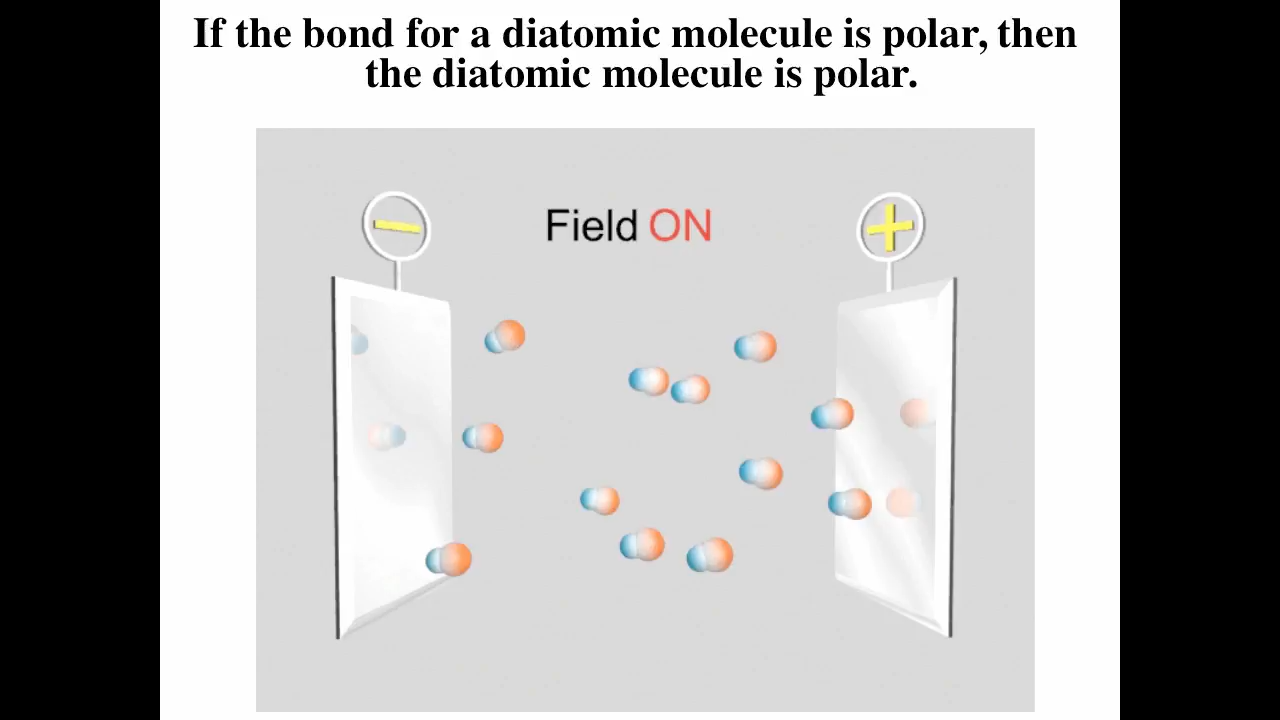 If the bond for a diatomic molecule is polar, then
the diatomic molecule is polar.
Field ON